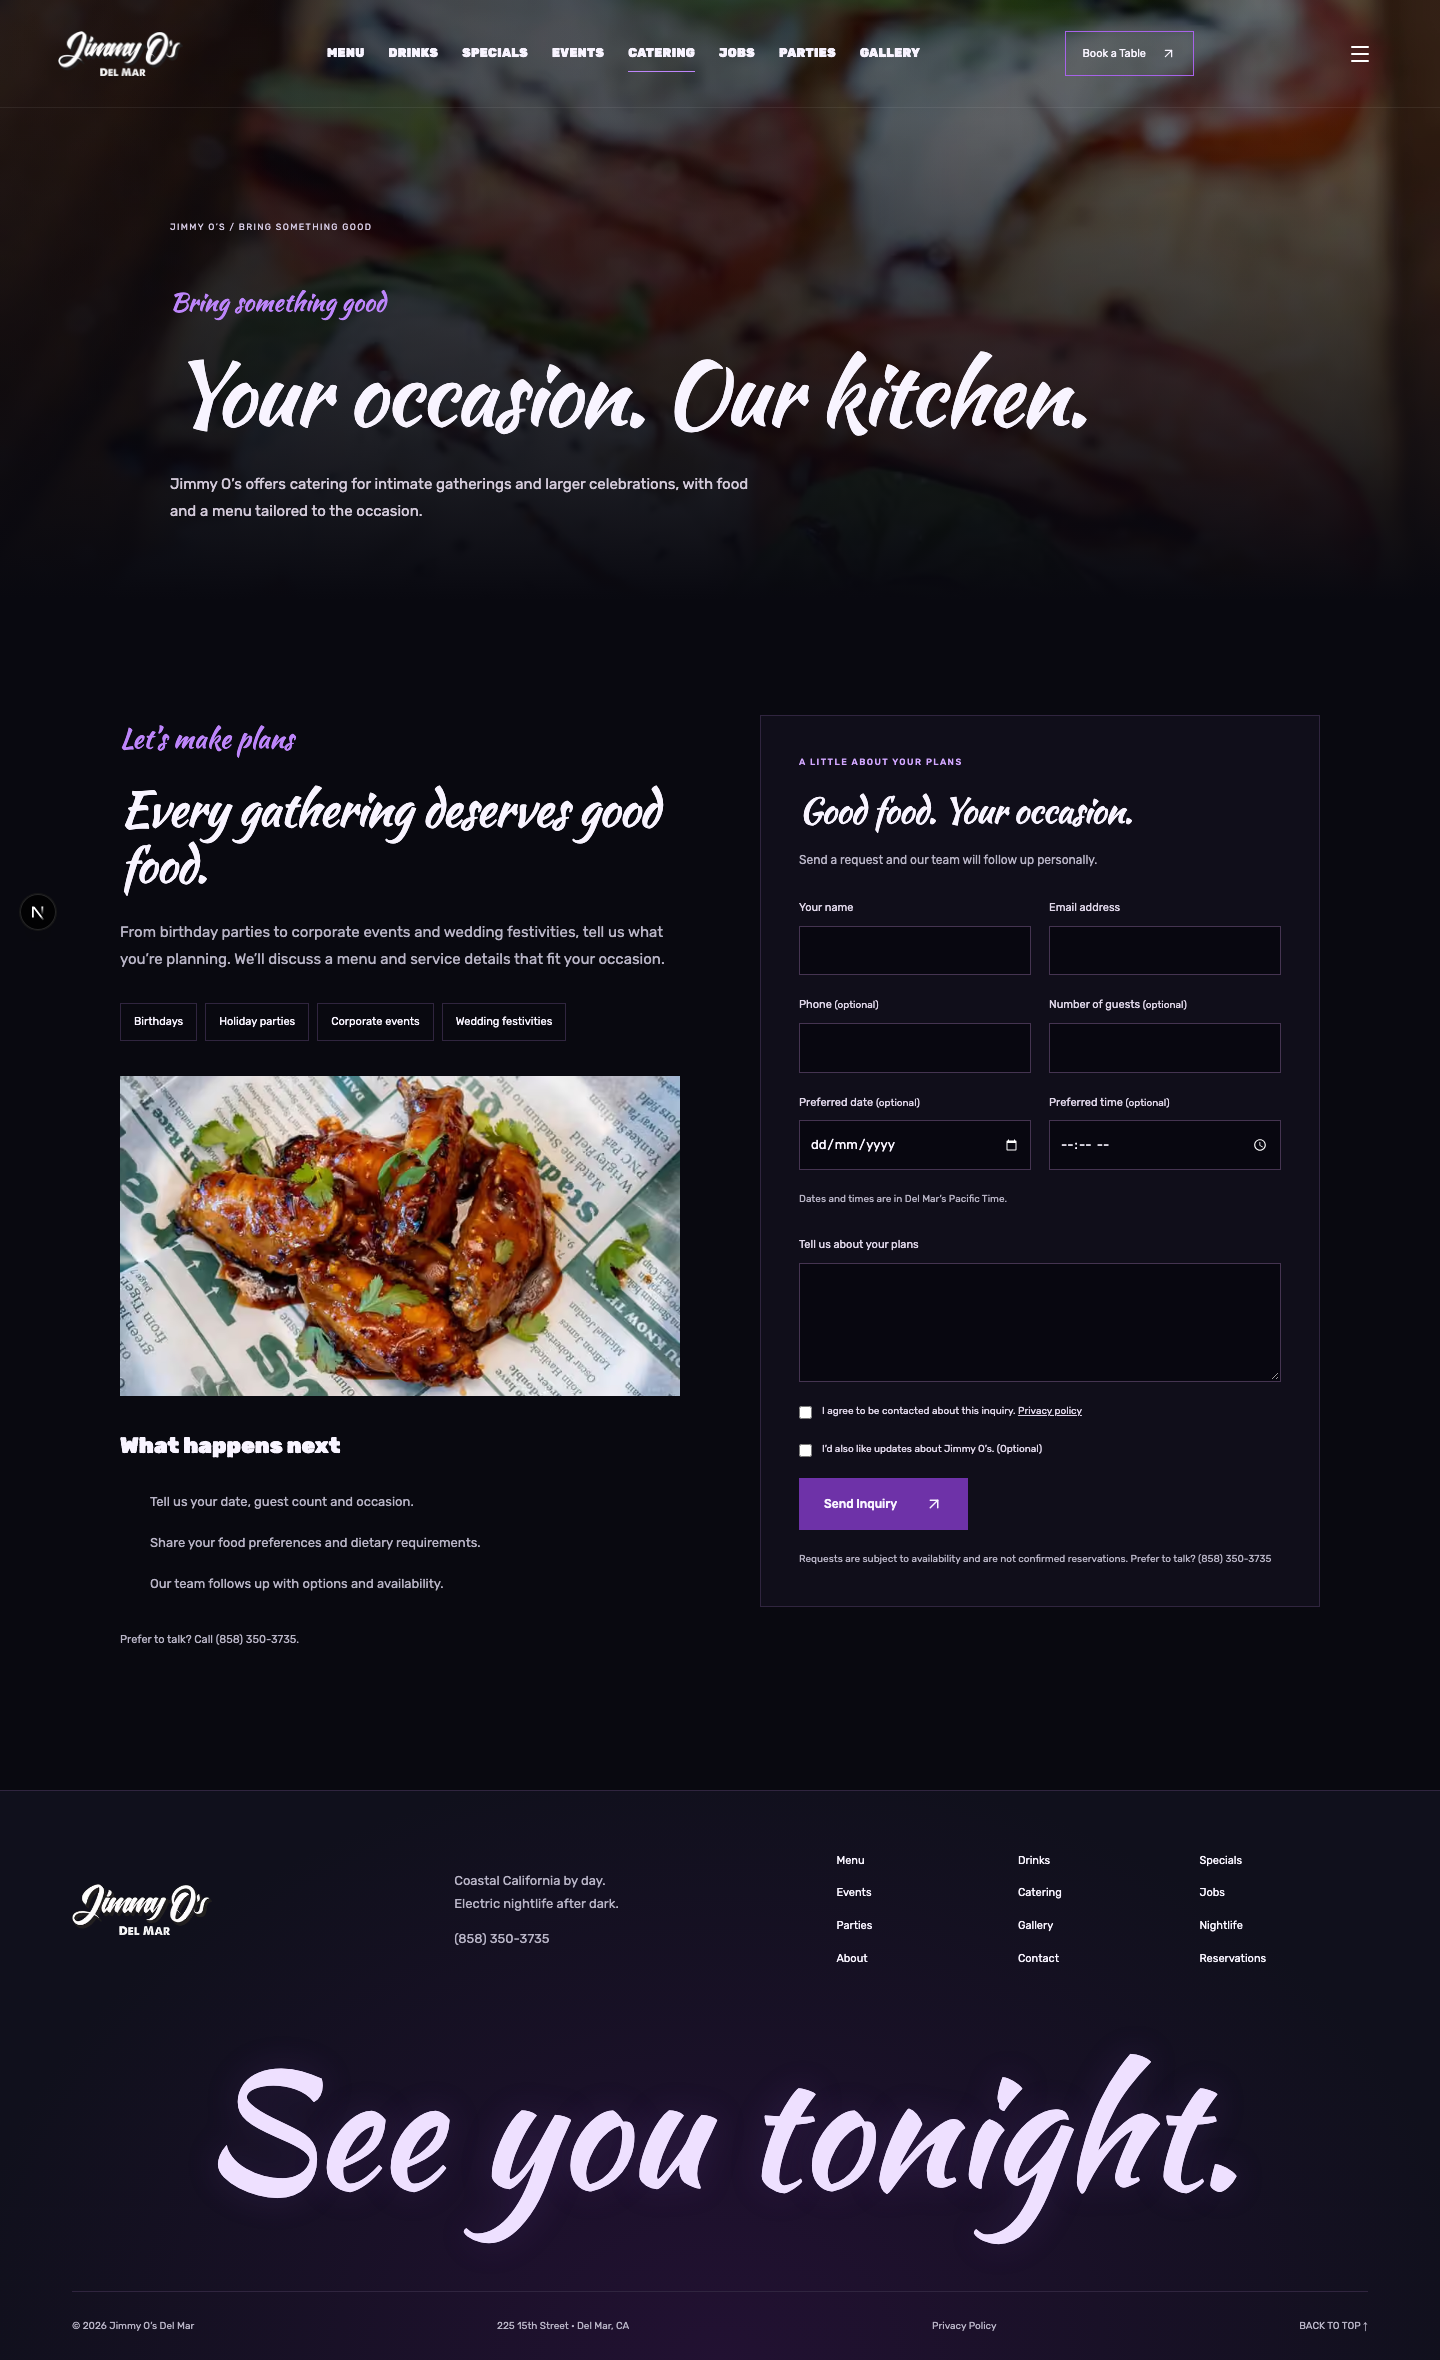 Jimmy O's
DEL MAR
MENU
DRINKS
SPECIALS
EVENTS
CATERING
JOBS
PARTIES
GALLERY
Book a Table
JIMMY O'S / BRING SOMETHING GOOD
Bring something good
Your occasion. Our kitchen.
Jimmy O's offers catering for intimate gatherings and larger celebrations, with food
and a menu tailored to the occasion.
Let's make plans
Every gathering deserves good
food.
From birthday parties to corporate events and wedding festivities, tell us what
you're planning. We'll discuss a menu and service details that fit your occasion.
Birthdays
Holiday parties
Corporate events
Wedding festivities
What happens next
Tell us your date, guest count and occasion.
Share your food preferences and dietary requirements.
Our team follows up with options and availability.
Prefer to talk? Call (858) 350-3735.
A LITTLE ABOUT YOUR PLANS
Good food. Your occasion.
Send a request and our team will follow up personally.
Your name
Email address
Phone (optional)
Number of guests (optional)
Preferred date (optional)
Preferred time (optional)
dd/mm/yyyy
--:-- --
Dates and times are in Del Mar's Pacific Time.
Tell us about your plans
I agree to be contacted about this inquiry. Privacy policy
I'd also like updates about Jimmy O's. (Optional)
Send Inquiry
Requests are subject to availability and are not confirmed reservations. Prefer to talk? (858) 350-3735
Jimmy O's
DEL MAR
Coastal California by day.
Electric nightlife after dark.
(858) 350-3735
Menu
Drinks
Specials
Events
Catering
Jobs
Parties
Gallery
Nightlife
About
Contact
Reservations
See you tonight.
© 2026 Jimmy O's Del Mar
225 15th Street • Del Mar, CA
Privacy Policy
BACK TO TOP ↑